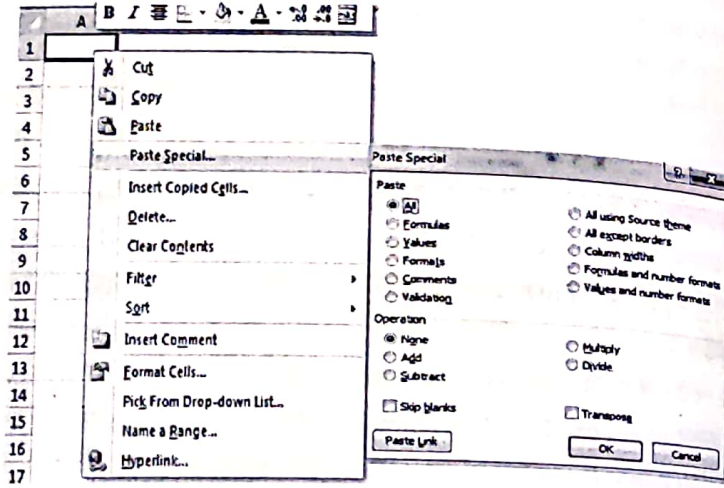 B I A
A
1
2
3
4
5
6
7
8
9
10
11
12
13
14
15
16
17
Cut
Copy
Paste
Paste Special...
Insert Copied Cells...
Delete...
Clear Contents
Filter
Sort
Insert Comment
Format Cells...
Pick From Drop-down List...
Name a Range...
Hyperlink...
Paste Special
?
Paste
All
Formulas
Values
Formats
Comments
Validation
All using Source theme
All except borders
Column widths
Formulas and number formats
Values and number formats
Operation
None
Add
Subtract
Multiply
Divide
Skip blanks
Transpose
Paste Link
OK
Cancel